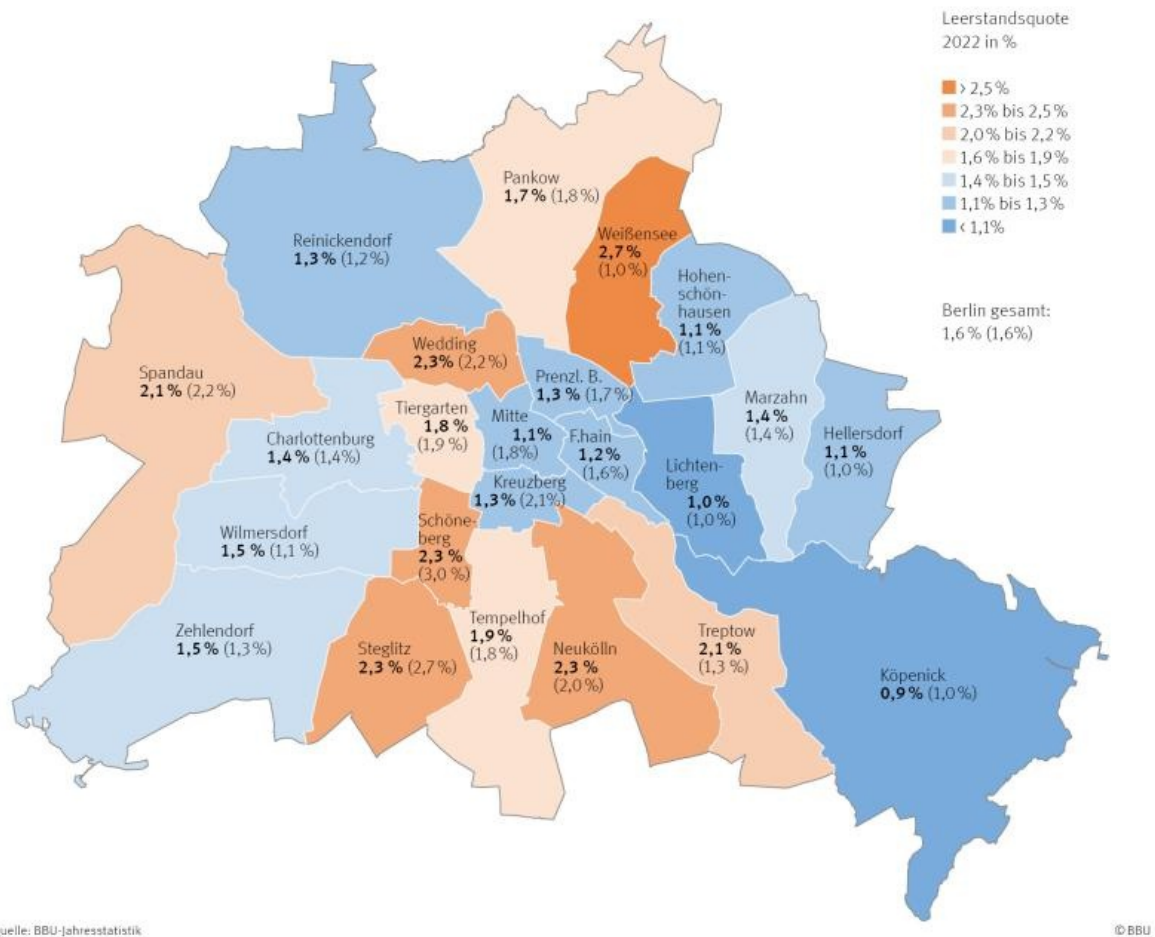 Leerstandsquote
2022 in %
> 2,5 %
2,3% bis 2,5 %
2,0% bis 2,2 %
1,6 % bis 1,9 %
1,4 % bis 1,5 %
1,1% bis 1,3 %
< 1,1%
Berlin gesamt:
1,6 % (1,6%)
Pankow
1,7 % (1,8 %)
Weißensee
2,7 %
(1,0 %)
Reinickendorf
1,3 % (1,2 %)
Hohen-
schön-
hausen
1,1 %
(1,1 %)
Wedding
2,3% (2,2 %)
Spandau
2,1 % (2,2 %)
Prenzl. B.
1,3 % (1,7%)
Tiergarten
1,8 %
(1,9 %)
Mitte
1,1%
(1,8%)
F.hain
1,2 %
(1,6%)
Marzahn
1,4 %
(1,4 %)
Hellersdorf
1,1 %
(1,0 %)
Charlottenburg
1,4 % (1,4%)
Lichten-
berg
1,0 %
(1,0 %)
Kreuzberg
1,3 % (2,1%)
Schöne-
berg
2,3 %
(3,0 %)
Wilmersdorf
1,5 % (1,1 %)
Zehlendorf
1,5 % (1,3 %)
Steglitz
2,3 % (2,7 %)
Tempelhof
1,9 %
(1,8 %)
Neukölln
2,3 %
(2,0 %)
Treptow
2,1 %
(1,3 %)
Köpenick
0,9 % (1,0 %)
uelle: BBU-Jahresstatistik
© BBU